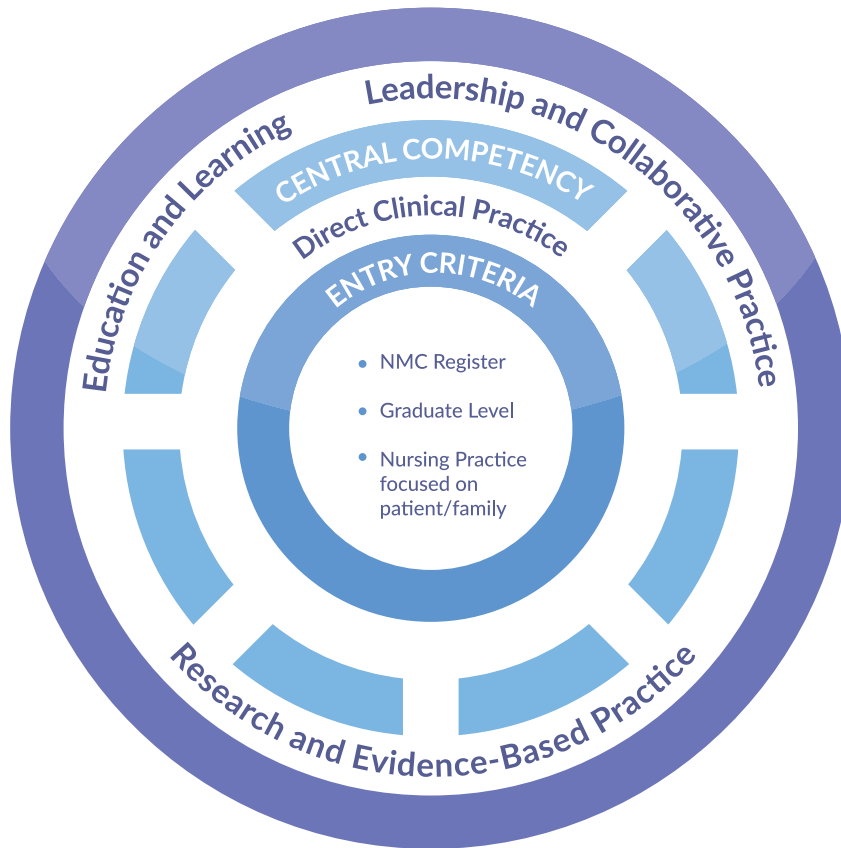 Leadership and Collaborative Practice
Education and Learning
CENTRAL COMPETENCY
Direct Clinical Practice
ENTRY CRITERIA
• NMC Register
• Graduate Level
• Nursing Practice
focused on
patient/family
Research and Evidence-Based Practice